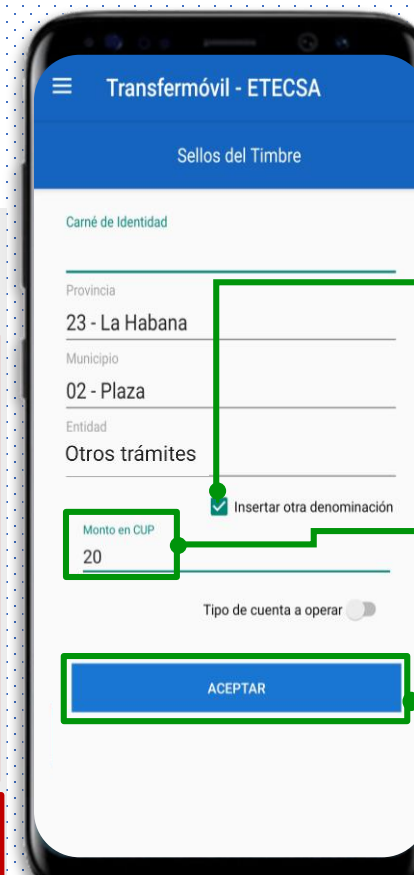 Transfermóvil - ETECSA
Sellos del Timbre
Carné de Identidad
Provincia
23 - La Habana
Municipio
02 - Plaza
Entidad
Otros trámites
Insertar otra denominación
Monto en CUP
20
Tipo de cuenta a operar
ACEPTAR